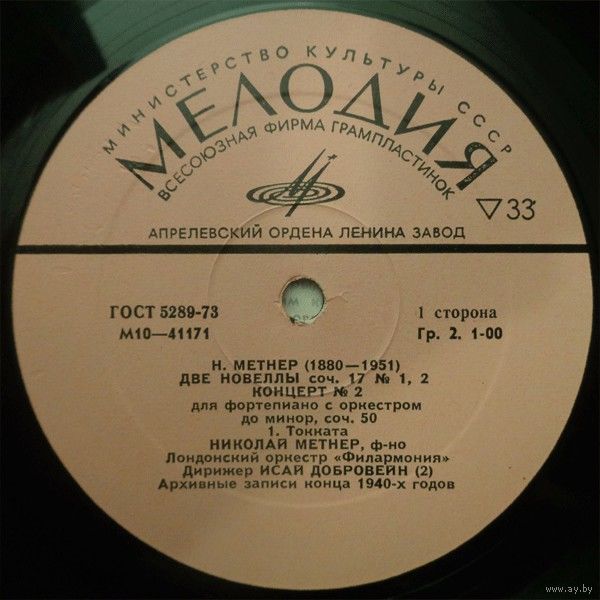 МИНИСТЕРСТВО КУЛЬТУРЫ СССР
МЕЛОДИЯ
ВСЕСОЮЗНАЯ ФИРМА ГРАМПЛАСТИНОК
▽33
АПРЕЛЕВСКИЙ ОРДЕНА ЛЕНИНА ЗАВОД
ГОСТ 5289-73
1 сторона
М10—41171
Гр. 2. 1-00
Н. МЕТНЕР (1880—1951)
ДВЕ НОВЕЛЛЫ соч. 17 № 1, 2
КОНЦЕРТ № 2
для фортепиано с оркестром
до минор, соч. 50
1. Токката
НИКОЛАЙ МЕТНЕР, ф-но
Лондонский оркестр «Филармония»
Дирижер ИСАЙ ДОБРОВЕЙН (2)
Архивные записи конца 1940-х годов
www.ay.by